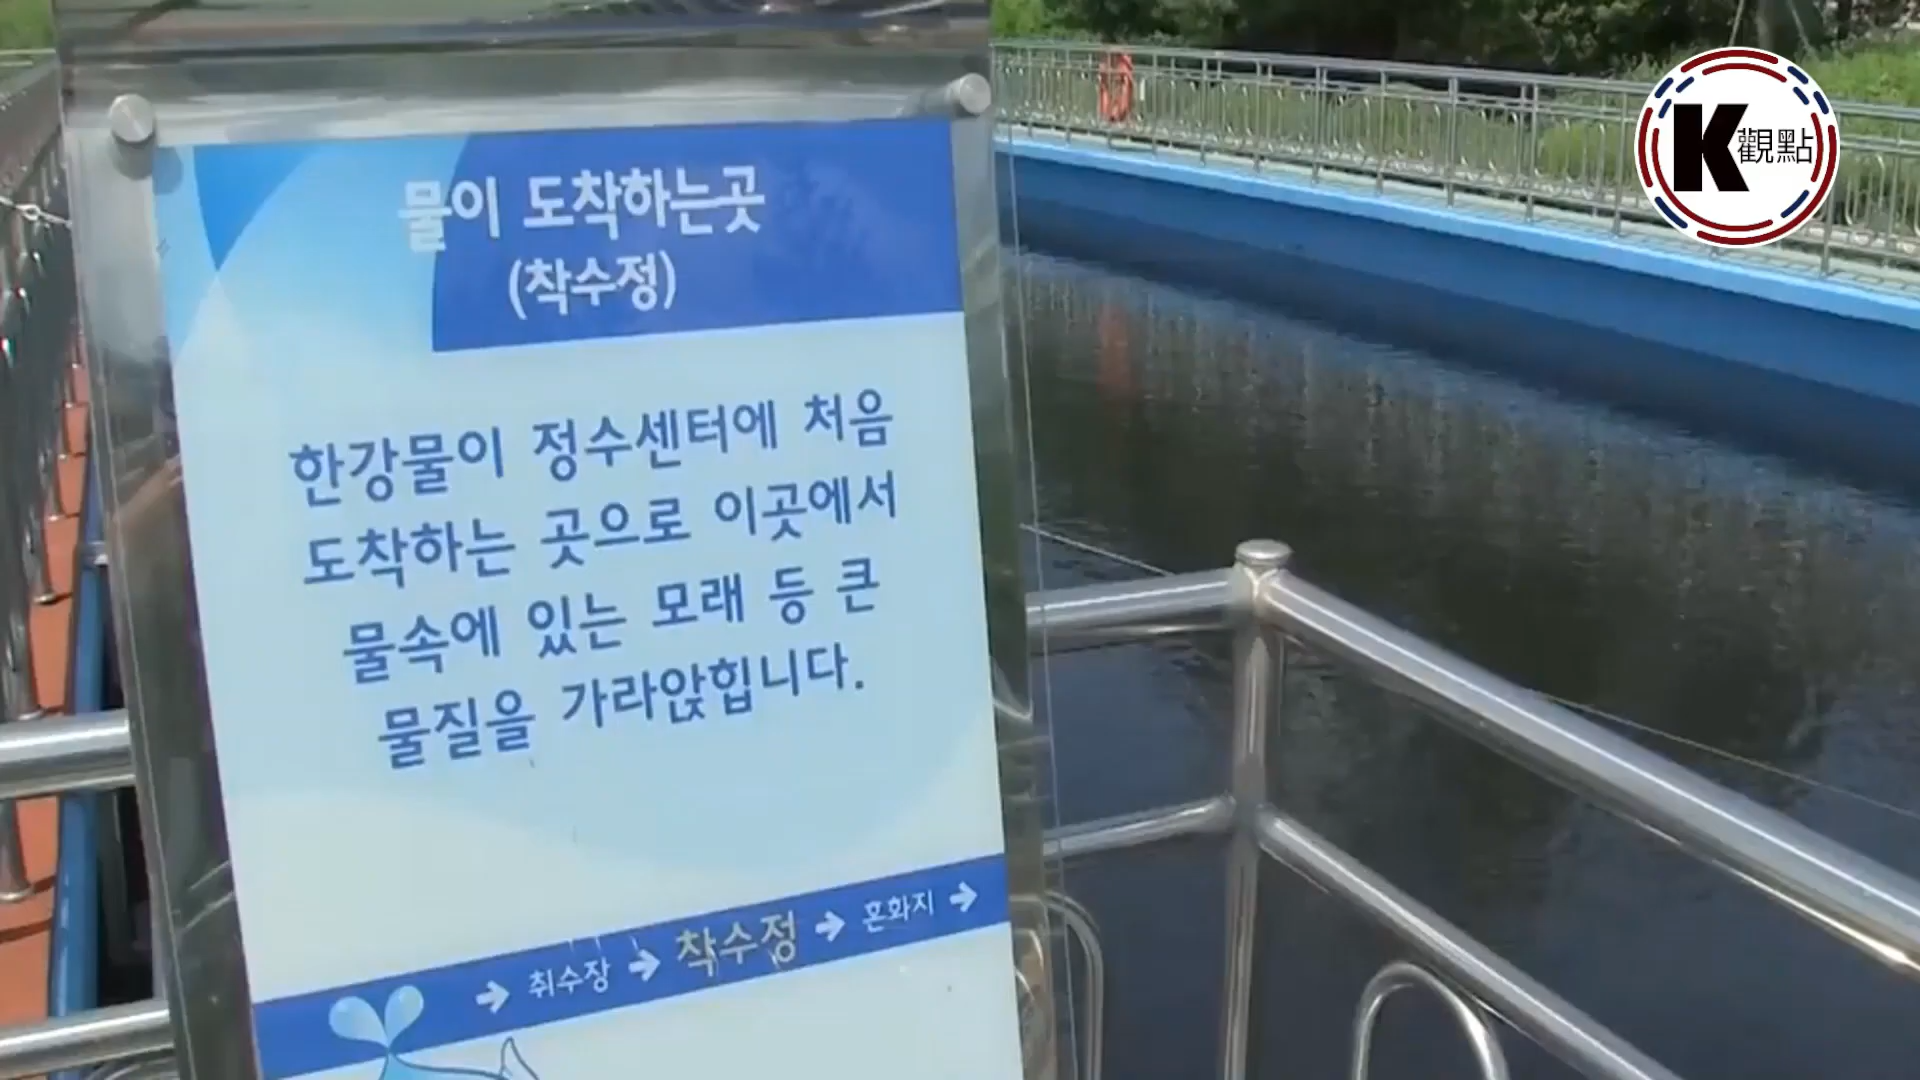 물이 도착하는곳
(착수정)
한강물이 정수센터에 처음
도착하는 곳으로 이곳에서
물속에 있는 모래 등 큰
물질을 가라앉힙니다.
→ 취수장 → 착수정 → 혼화지 →
K觀點